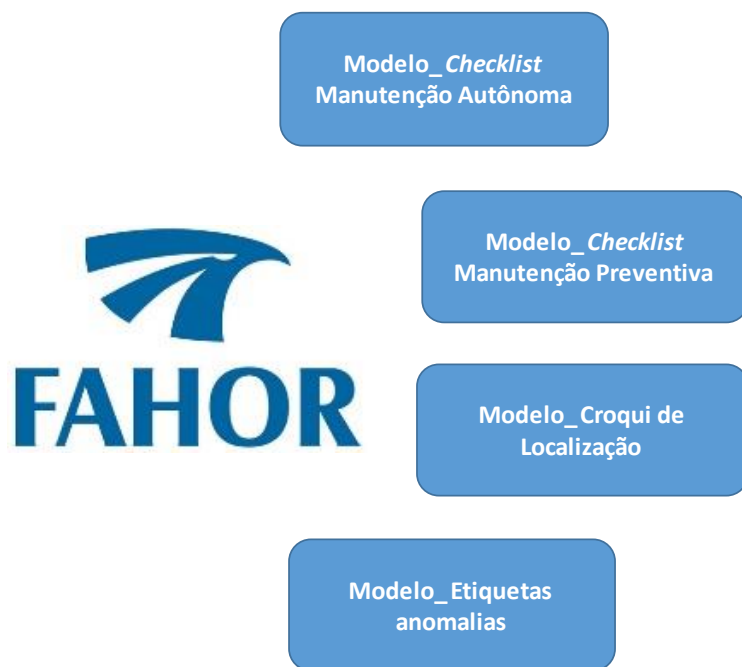 Modelo_Checklist
Manutenção Autônoma
Modelo_Checklist
Manutenção Preventiva
FAHOR
Modelo_Croqui de
Localização
Modelo_Etiquetas
anomalias